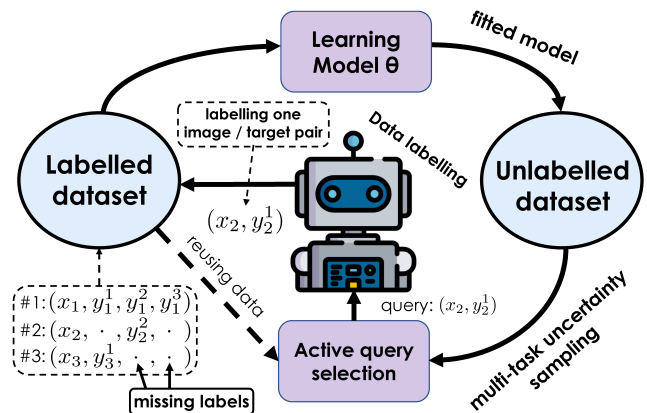 Learning
Model θ
fitted model
labelling one
image / target pair
Data labelling
Labelled
dataset
Unlabelled
dataset
(x₂, y₂¹)
reusing data
#1:(x₁, y₁¹, y₁², y₁³)
#2:(x₂, ·, y₂², ·)
#3:(x₃, y₃¹, ·, ·)
query: (x₂, y₂¹)
Active query
selection
multi-task uncertainty
sampling
missing labels